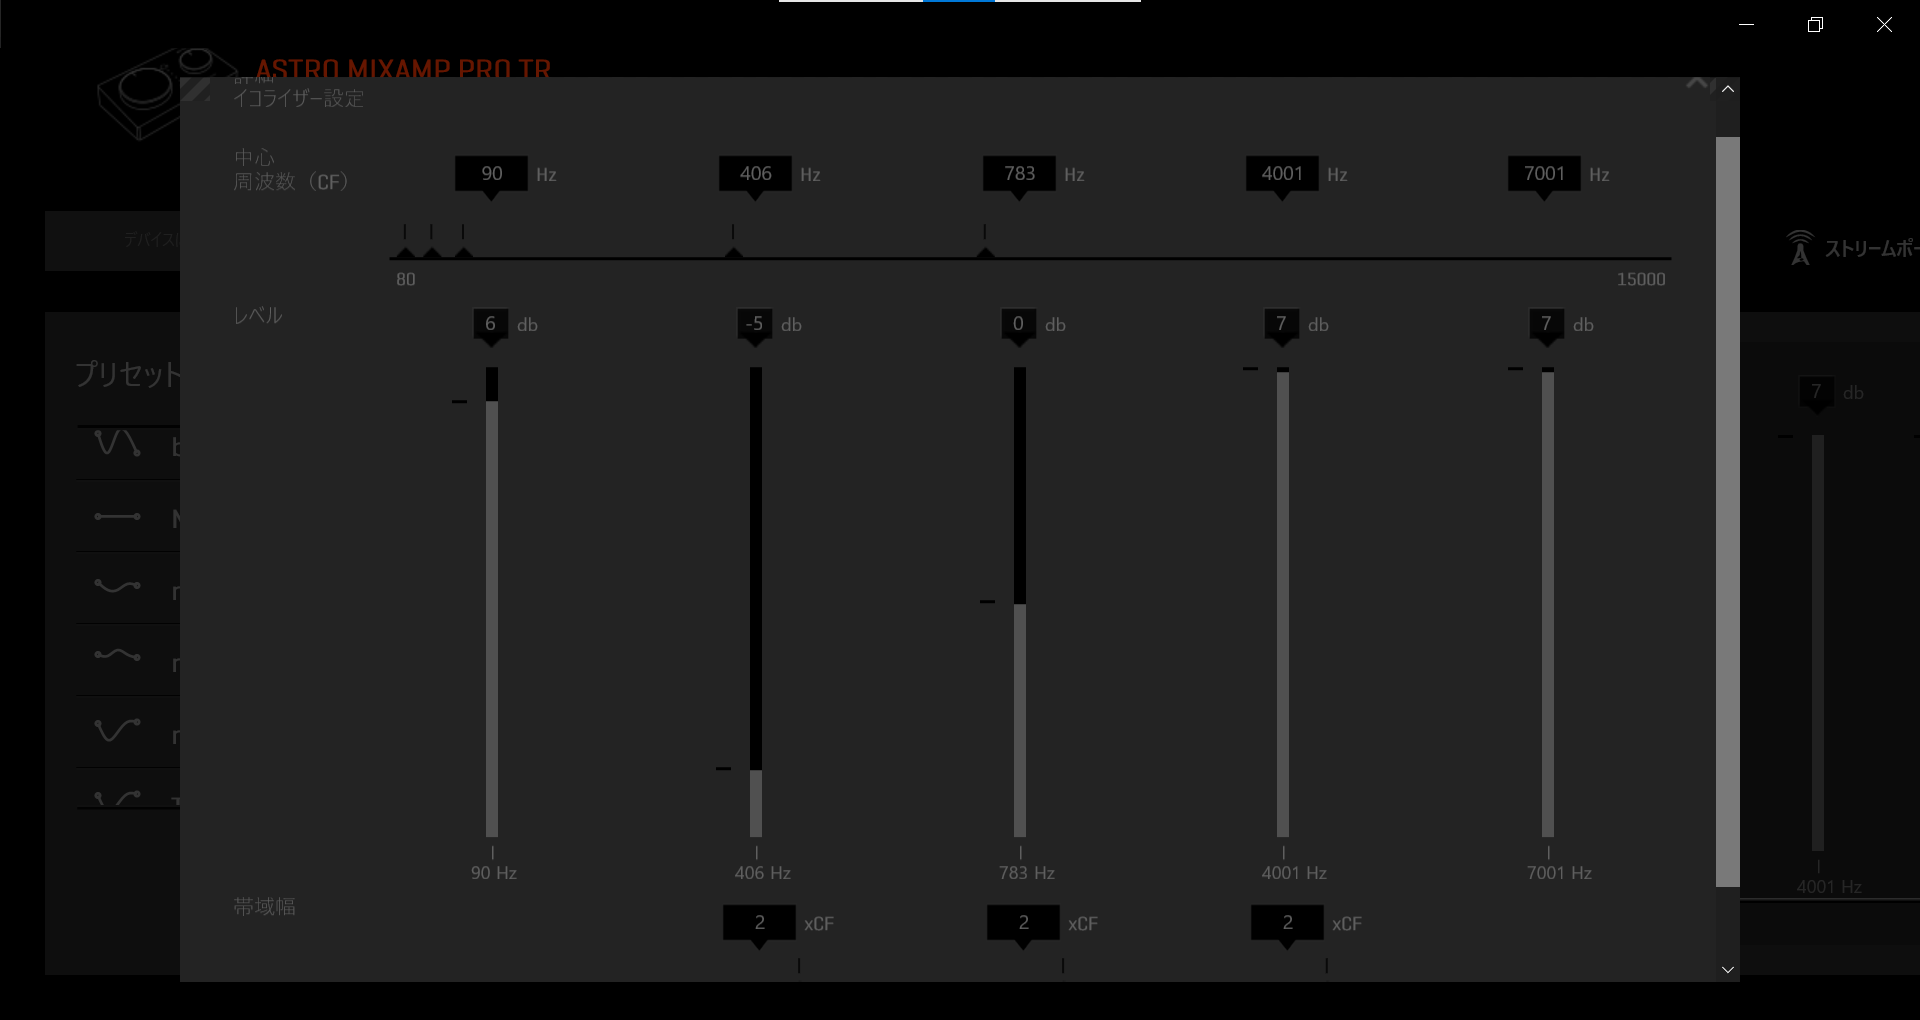 ASTRO MIXAMP PRO TR
詳細
イコライザー設定
中心
周波数（CF）
90 Hz 406 Hz 783 Hz 4001 Hz 7001 Hz
80 15000
レベル
6 db -5 db 0 db 7 db 7 db
90 Hz 406 Hz 783 Hz 4001 Hz 7001 Hz
帯域幅
2 xCF 2 xCF 2 xCF
デバイス
プリセット
ストリームポー
7 db
4001 Hz